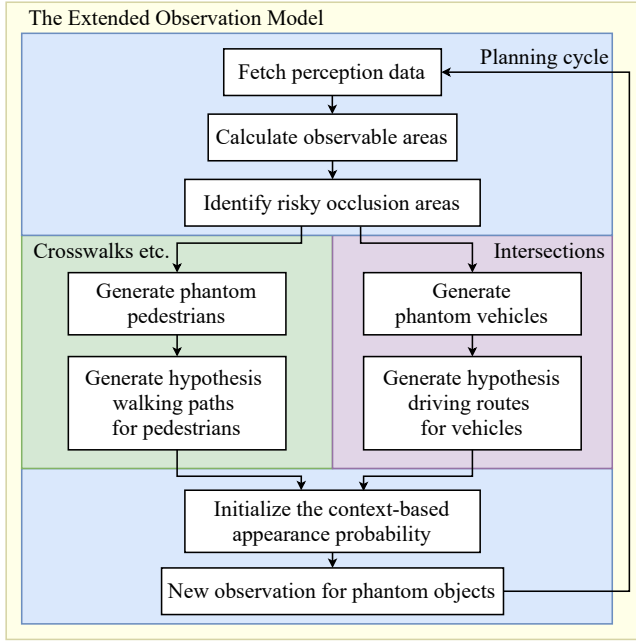 The Extended Observation Model
Planning cycle
Fetch perception data
Calculate observable areas
Identify risky occlusion areas
Crosswalks etc.
Generate phantom
pedestrians
Generate hypothesis
walking paths
for pedestrians
Intersections
Generate
phantom vehicles
Generate hypothesis
driving routes
for vehicles
Initialize the context-based
appearance probability
New observation for phantom objects